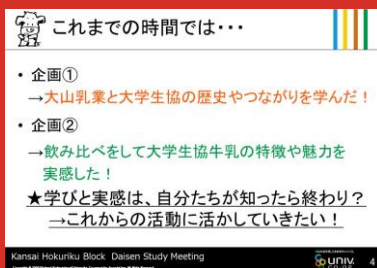 これまでの時間では・・・
• 企画①
→大山乳業と大学生協の歴史やつながりを学んだ！
• 企画②
→飲み比べをして大学生協牛乳の特徴や魅力を
実感した！
★学びと実感は、自分たちが知ったら終わり？
→これからの活動に活かしていきたい！
Kansai Hokuriku Block Daisen Study Meeting
UNIV.
CO-OP
4